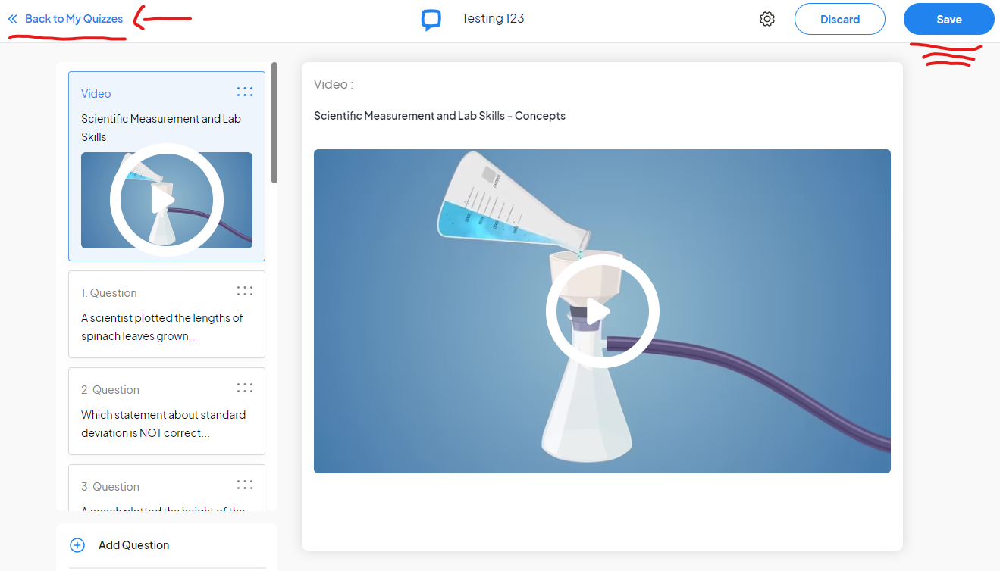 Back to My Quizzes
Testing 123
Discard
Save
Video
Scientific Measurement and Lab
Skills
1. Question
A scientist plotted the lengths of
spinach leaves grown...
2. Question
Which statement about standard
deviation is NOT correct...
3. Question
A coach plotted the height of the
Add Question
Video :
Scientific Measurement and Lab Skills - Concepts